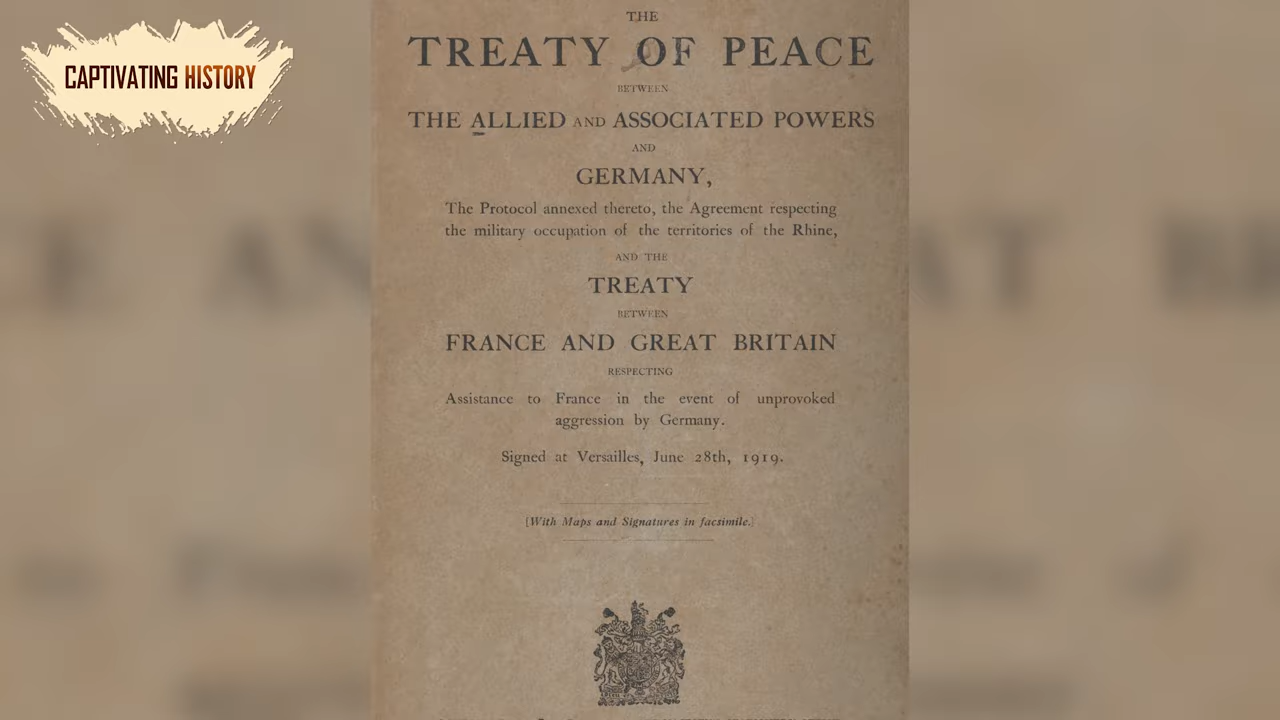 CAPTIVATING HISTORY
THE
TREATY OF PEACE
BETWEEN
THE ALLIED AND ASSOCIATED POWERS
AND
GERMANY,
The Protocol annexed thereto, the Agreement respecting
the military occupation of the territories of the Rhine,
AND THE
TREATY
BETWEEN
FRANCE AND GREAT BRITAIN
RESPECTING
Assistance to France in the event of unprovoked
aggression by Germany.
Signed at Versailles, June 28th, 1919.
[With Maps and Signatures in facsimile.]